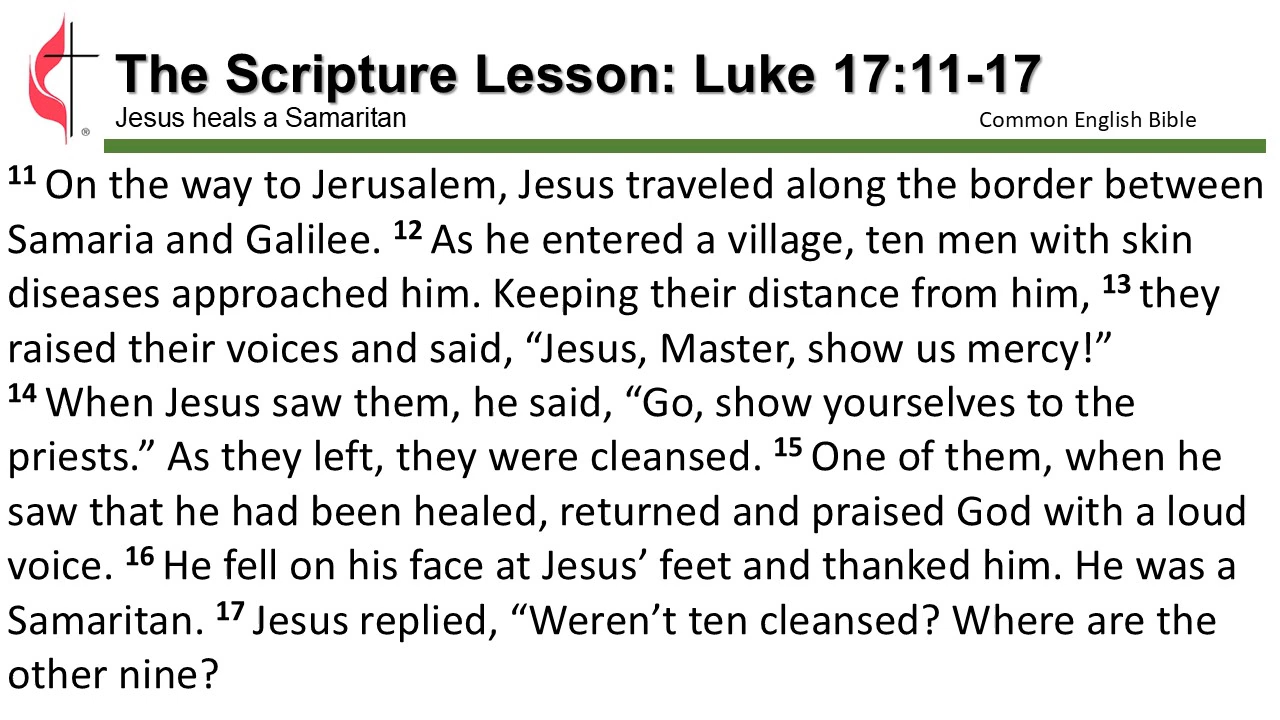 The Scripture Lesson: Luke 17:11-17
Jesus heals a Samaritan
Common English Bible
®
11 On the way to Jerusalem, Jesus traveled along the border between
Samaria and Galilee. 12 As he entered a village, ten men with skin
diseases approached him. Keeping their distance from him, 13 they
raised their voices and said, “Jesus, Master, show us mercy!”
14 When Jesus saw them, he said, “Go, show yourselves to the
priests.” As they left, they were cleansed. 15 One of them, when he
saw that he had been healed, returned and praised God with a loud
voice. 16 He fell on his face at Jesus’ feet and thanked him. He was a
Samaritan. 17 Jesus replied, “Weren’t ten cleansed? Where are the
other nine?